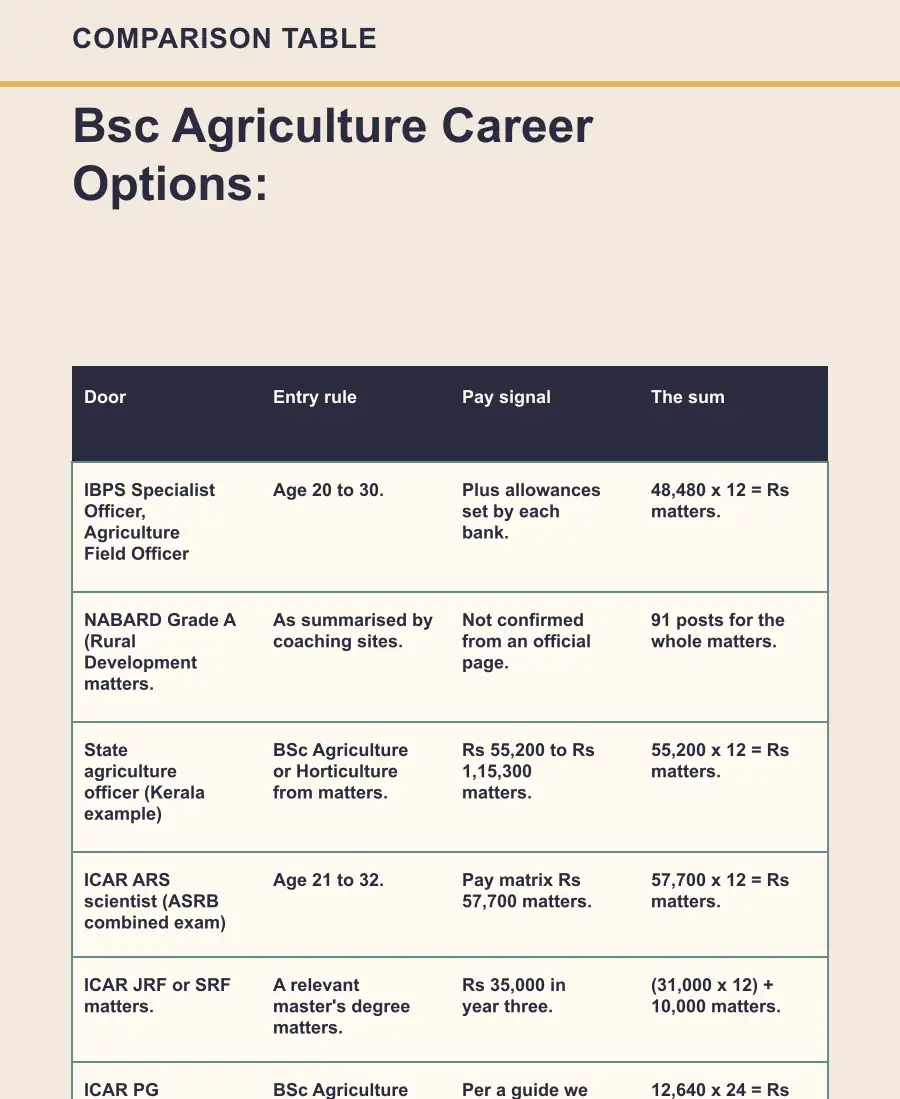 COMPARISON TABLE
Bsc Agriculture Career
Options:
Door
Entry rule
Pay signal
The sum
IBPS Specialist
Officer,
Agriculture
Field Officer
Age 20 to 30.
Plus allowances
set by each
bank.
48,480 x 12 = Rs
matters.
NABARD Grade A
(Rural
Development
matters.
As summarised by
coaching sites.
Not confirmed
from an official
page.
91 posts for the
whole matters.
State
agriculture
officer (Kerala
example)
BSc Agriculture
or Horticulture
from matters.
Rs 55,200 to Rs
1,15,300
matters.
55,200 x 12 = Rs
matters.
ICAR ARS
scientist (ASRB
combined exam)
Age 21 to 32.
Pay matrix Rs
57,700 matters.
57,700 x 12 = Rs
matters.
ICAR JRF or SRF
matters.
A relevant
master's degree
matters.
Rs 35,000 in
year three.
(31,000 x 12) +
10,000 matters.
ICAR PG
BSc Agriculture
Per a guide we
12,640 x 24 = Rs